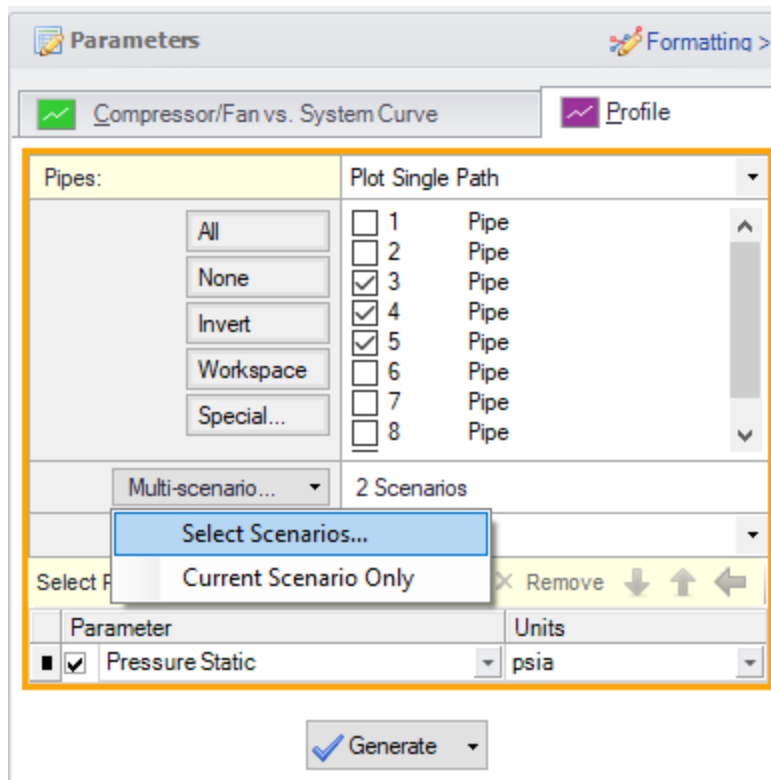 Parameters
Formatting >
Compressor/Fan vs. System Curve
Profile
Pipes:
Plot Single Path
All
None
Invert
Workspace
Special...
1 Pipe
2 Pipe
3 Pipe
4 Pipe
5 Pipe
6 Pipe
7 Pipe
8 Pipe
Multi-scenario...
2 Scenarios
Select Scenarios...
Current Scenario Only
Select
Remove
Parameter
Units
Pressure Static
psia
Generate